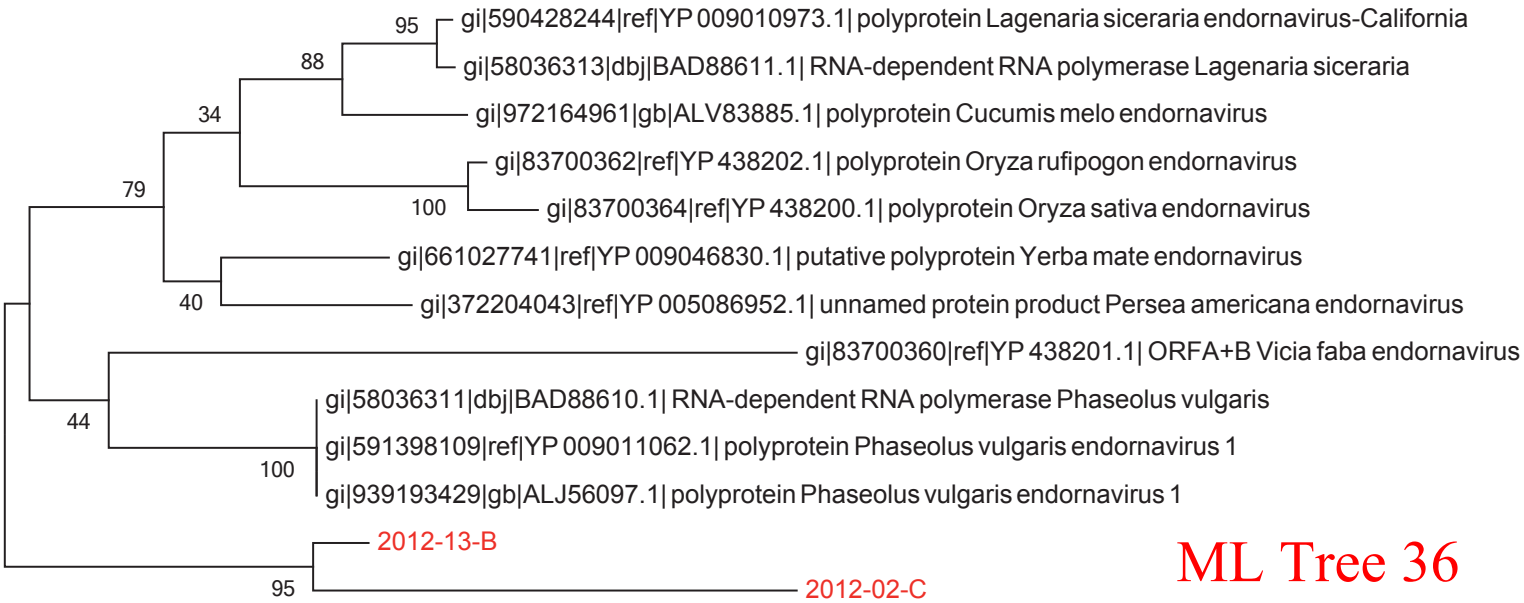 95
gi|590428244|ref|YP 009010973.1| polyprotein Lagenaria siceraria endornavirus-California
gi|58036313|dbj|BAD88611.1| RNA-dependent RNA polymerase Lagenaria siceraria
88
gi|972164961|gb|ALV83885.1| polyprotein Cucumis melo endornavirus
34
gi|83700362|ref|YP 438202.1| polyprotein Oryza rufipogon endornavirus
79
100
gi|83700364|ref|YP 438200.1| polyprotein Oryza sativa endornavirus
gi|661027741|ref|YP 009046830.1| putative polyprotein Yerba mate endornavirus
40
gi|372204043|ref|YP 005086952.1| unnamed protein product Persea americana endornavirus
gi|83700360|ref|YP 438201.1| ORFA+B Vicia faba endornavirus
gi|58036311|dbj|BAD88610.1| RNA-dependent RNA polymerase Phaseolus vulgaris
44
gi|591398109|ref|YP 009011062.1| polyprotein Phaseolus vulgaris endornavirus 1
100
gi|939193429|gb|ALJ56097.1| polyprotein Phaseolus vulgaris endornavirus 1
2012-13-B
95
2012-02-C
ML Tree 36